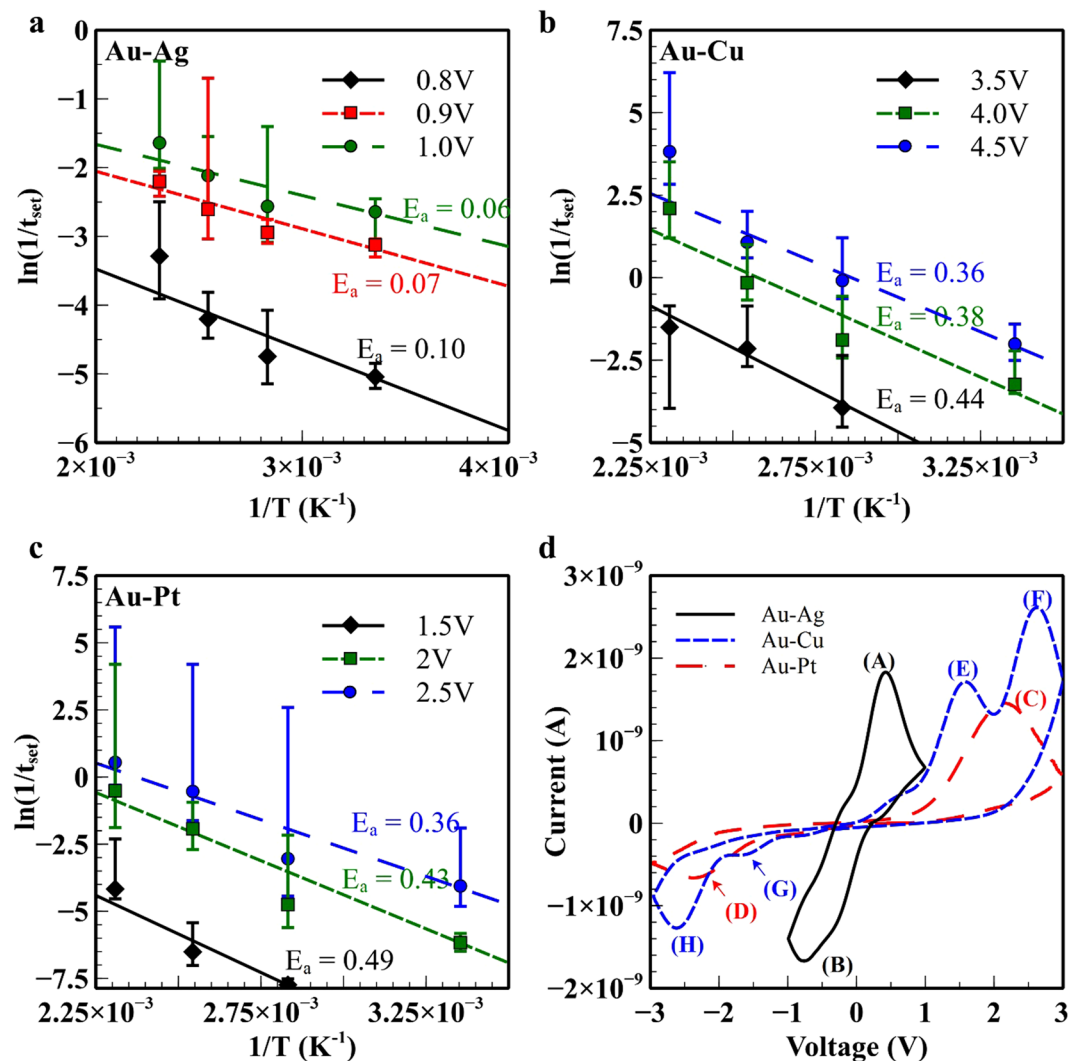 a
Au-Ag
0.8V
0.9V
1.0V
Eₐ = 0.06
Eₐ = 0.07
Eₐ = 0.10
0
−1
−2
−3
−4
−5
−6
ln(1/tset)
2×10⁻³
3×10⁻³
4×10⁻³
1/T (K⁻¹)
b
Au-Cu
3.5V
4.0V
4.5V
Eₐ = 0.36
Eₐ = 0.38
Eₐ = 0.44
7.5
5
2.5
0
−2.5
−5
ln(1/tset)
2.25×10⁻³
2.75×10⁻³
3.25×10⁻³
1/T (K⁻¹)
c
Au-Pt
1.5V
2V
2.5V
Eₐ = 0.36
Eₐ = 0.43
Eₐ = 0.49
7.5
5
2.5
0
−2.5
−5
−7.5
ln(1/tset)
2.25×10⁻³
2.75×10⁻³
3.25×10⁻³
1/T (K⁻¹)
d
Au-Ag
Au-Cu
Au-Pt
(A)
(B)
(C)
(D)
(E)
(F)
(G)
(H)
3×10⁻⁹
2×10⁻⁹
10⁻⁹
0
−1×10⁻⁹
−2×10⁻⁹
Current (A)
−3
−2
−1
0
1
2
3
Voltage (V)